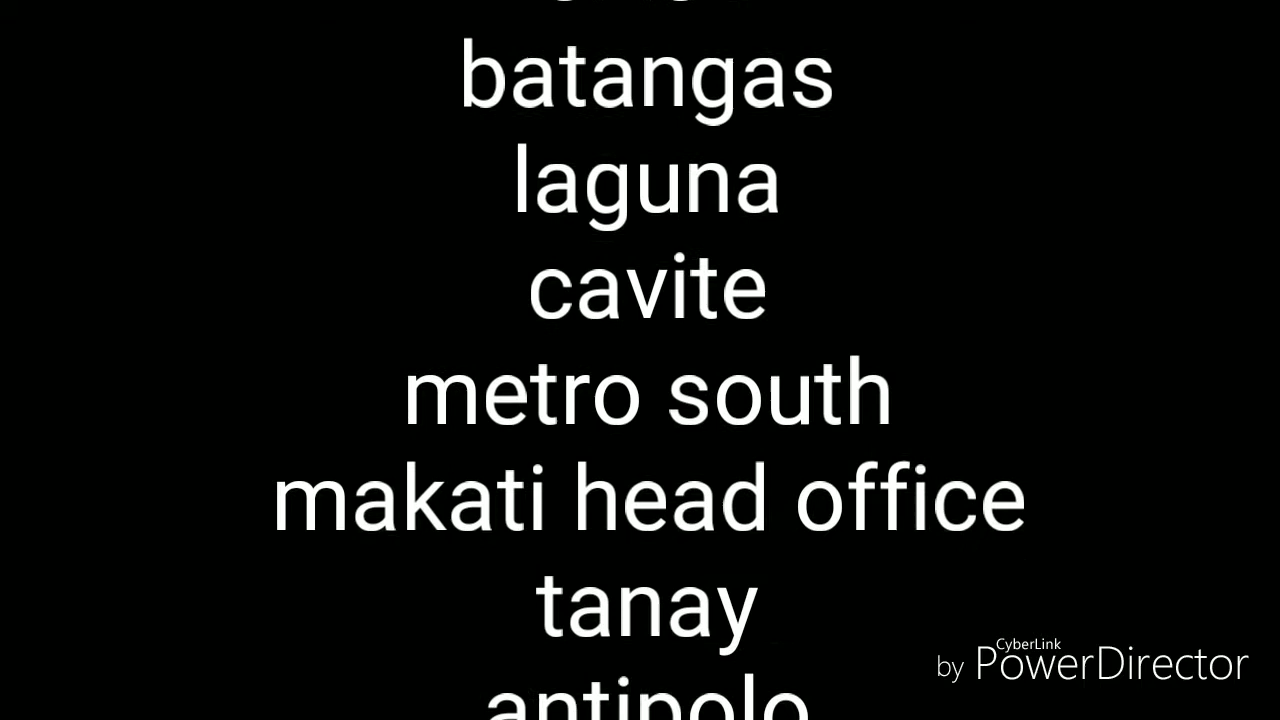 batangas
laguna
cavite
metro south
makati head office
tanay
antipolo
CyberLink
by PowerDirector